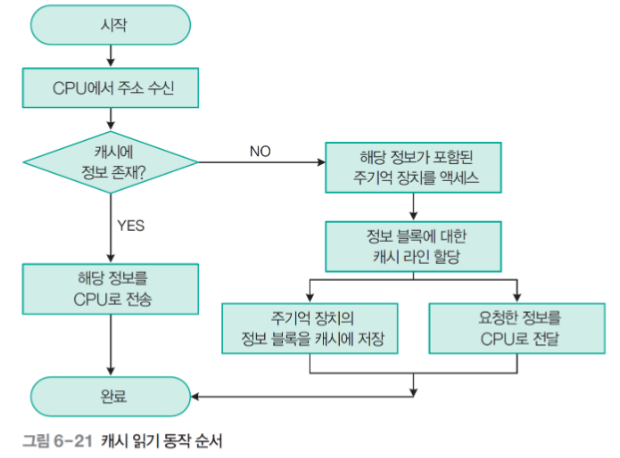 시작
CPU에서 주소 수신
캐시에
정보 존재?
NO
해당 정보가 포함된
주기억 장치를 액세스
YES
정보 블록에 대한
캐시 라인 할당
해당 정보를
CPU로 전송
주기억 장치의
정보 블록을 캐시에 저장
요청한 정보를
CPU로 전달
완료
그림 6-21 캐시 읽기 동작 순서